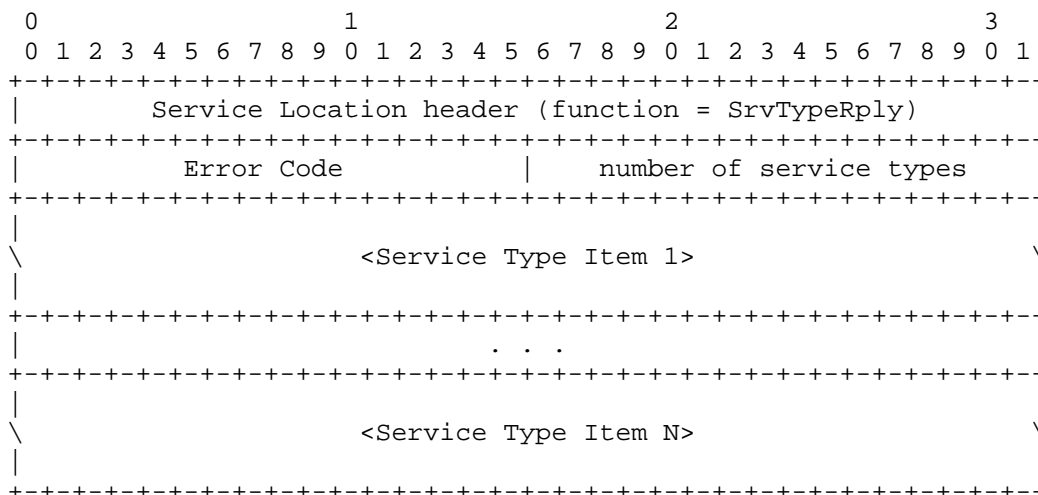 0                   1                   2                   3
 0 1 2 3 4 5 6 7 8 9 0 1 2 3 4 5 6 7 8 9 0 1 2 3 4 5 6 7 8 9 0 1
+-+-+-+-+-+-+-+-+-+-+-+-+-+-+-+-+-+-+-+-+-+-+-+-+-+-+-+-+-+-+-+--
|        Service Location header (function = SrvTypeRply)
+-+-+-+-+-+-+-+-+-+-+-+-+-+-+-+-+-+-+-+-+-+-+-+-+-+-+-+-+-+-+-+--
|          Error Code           |    number of service types
+-+-+-+-+-+-+-+-+-+-+-+-+-+-+-+-+-+-+-+-+-+-+-+-+-+-+-+-+-+-+-+--
|
\                     <Service Type Item 1>                     \
|
+-+-+-+-+-+-+-+-+-+-+-+-+-+-+-+-+-+-+-+-+-+-+-+-+-+-+-+-+-+-+-+--
|                             . . .
+-+-+-+-+-+-+-+-+-+-+-+-+-+-+-+-+-+-+-+-+-+-+-+-+-+-+-+-+-+-+-+--
|
\                     <Service Type Item N>                     \
|
+-+-+-+-+-+-+-+-+-+-+-+-+-+-+-+-+-+-+-+-+-+-+-+-+-+-+-+-+-+-+-+--